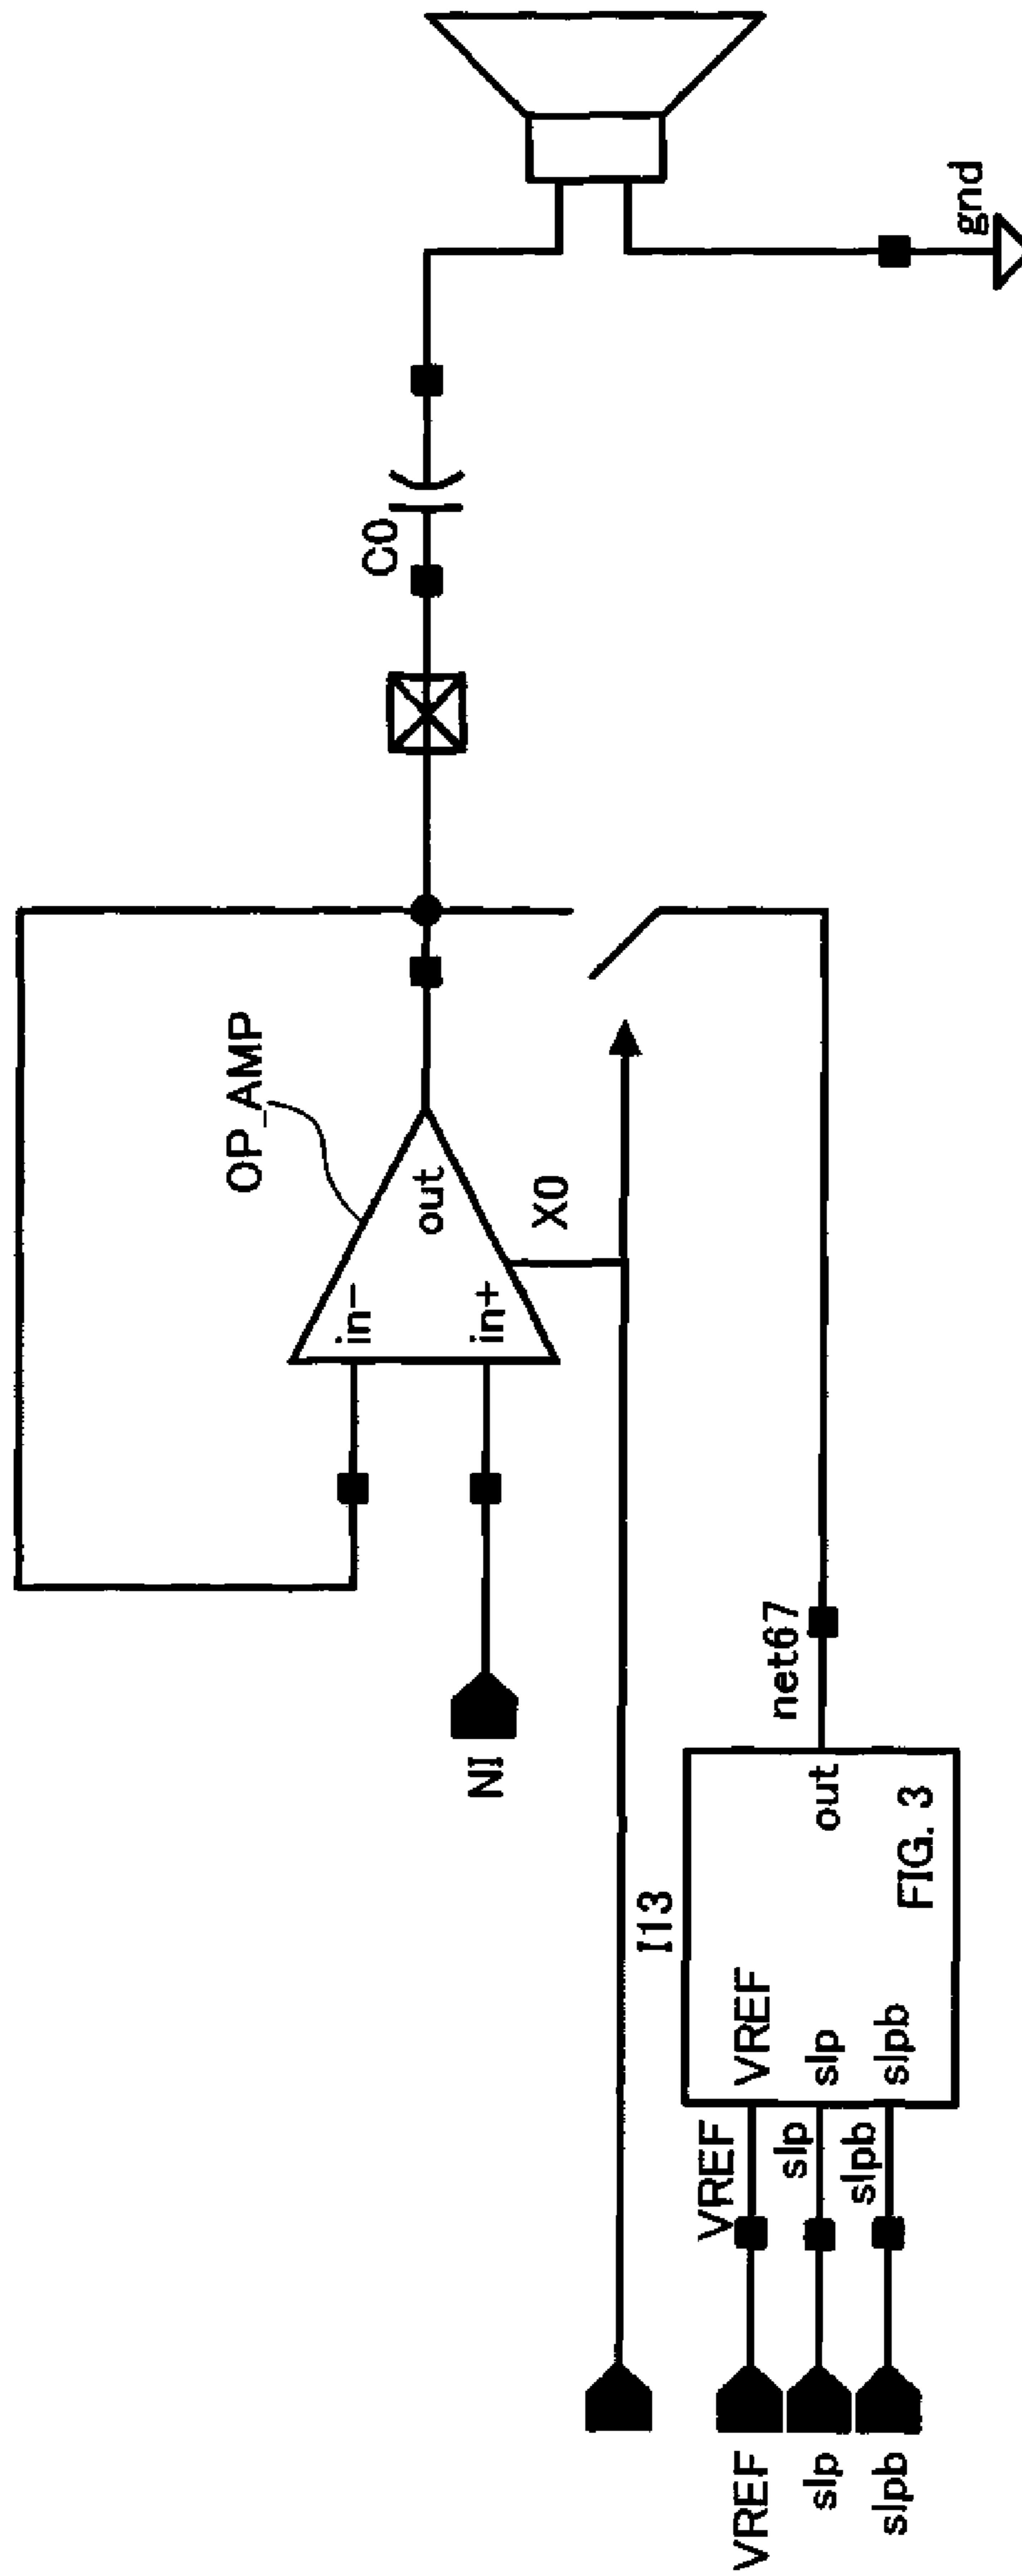 OP_AMP
in-
in+
out
X0
NI
C0
gnd
I13
VREF
slp
slpb
VREF
slp
slpb
VREF
slp
slpb
out
FIG. 3
net67